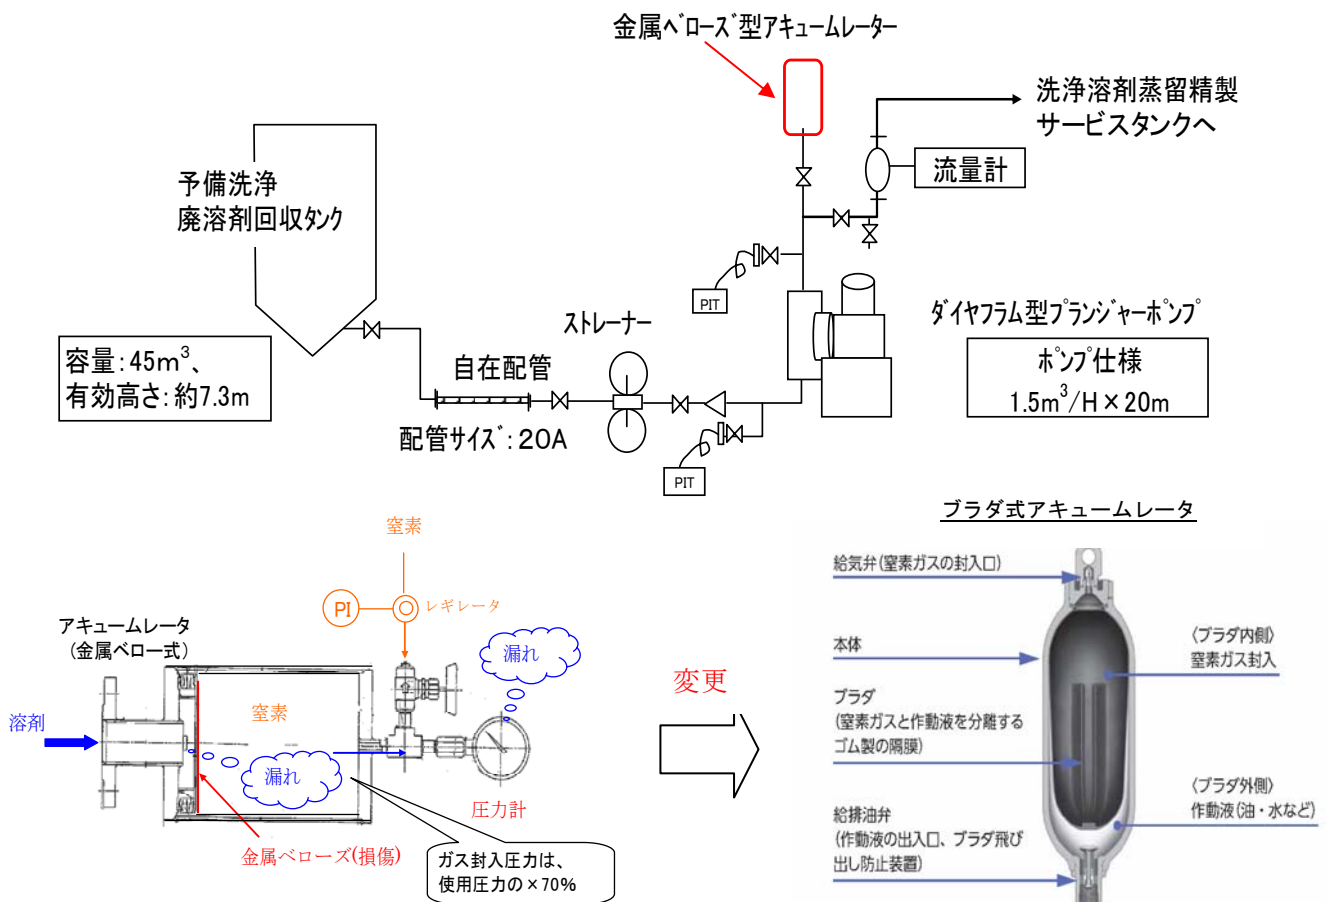 金属ベローズ型アキュームレーター
洗浄溶剤蒸留精製
サービスタンクへ
流量計
予備洗浄
廃溶剤回収タンク
PIT
ダイヤフラム型プランジャーポンプ
ストレーナー
容量：45m³、
有効高さ：約7.3m
自在配管
ポンプ仕様
1.5m³/H×20m
配管サイズ：20A
PIT
ブラダ式アキュームレータ
窒素
PI
レギレータ
アキュームレータ
(金属ベロー式)
漏れ
溶剤
窒素
漏れ
圧力計
金属ベローズ(損傷)
ガス封入圧力は、
使用圧力の×70%
変更
給気弁(窒素ガスの封入口)
本体
〈ブラダ内側〉
窒素ガス封入
ブラダ
(窒素ガスと作動液を分離する
ゴム製の隔膜)
〈ブラダ外側〉
作動液(油・水など)
給排油弁
(作動液の出入口、ブラダ飛び
出し防止装置)